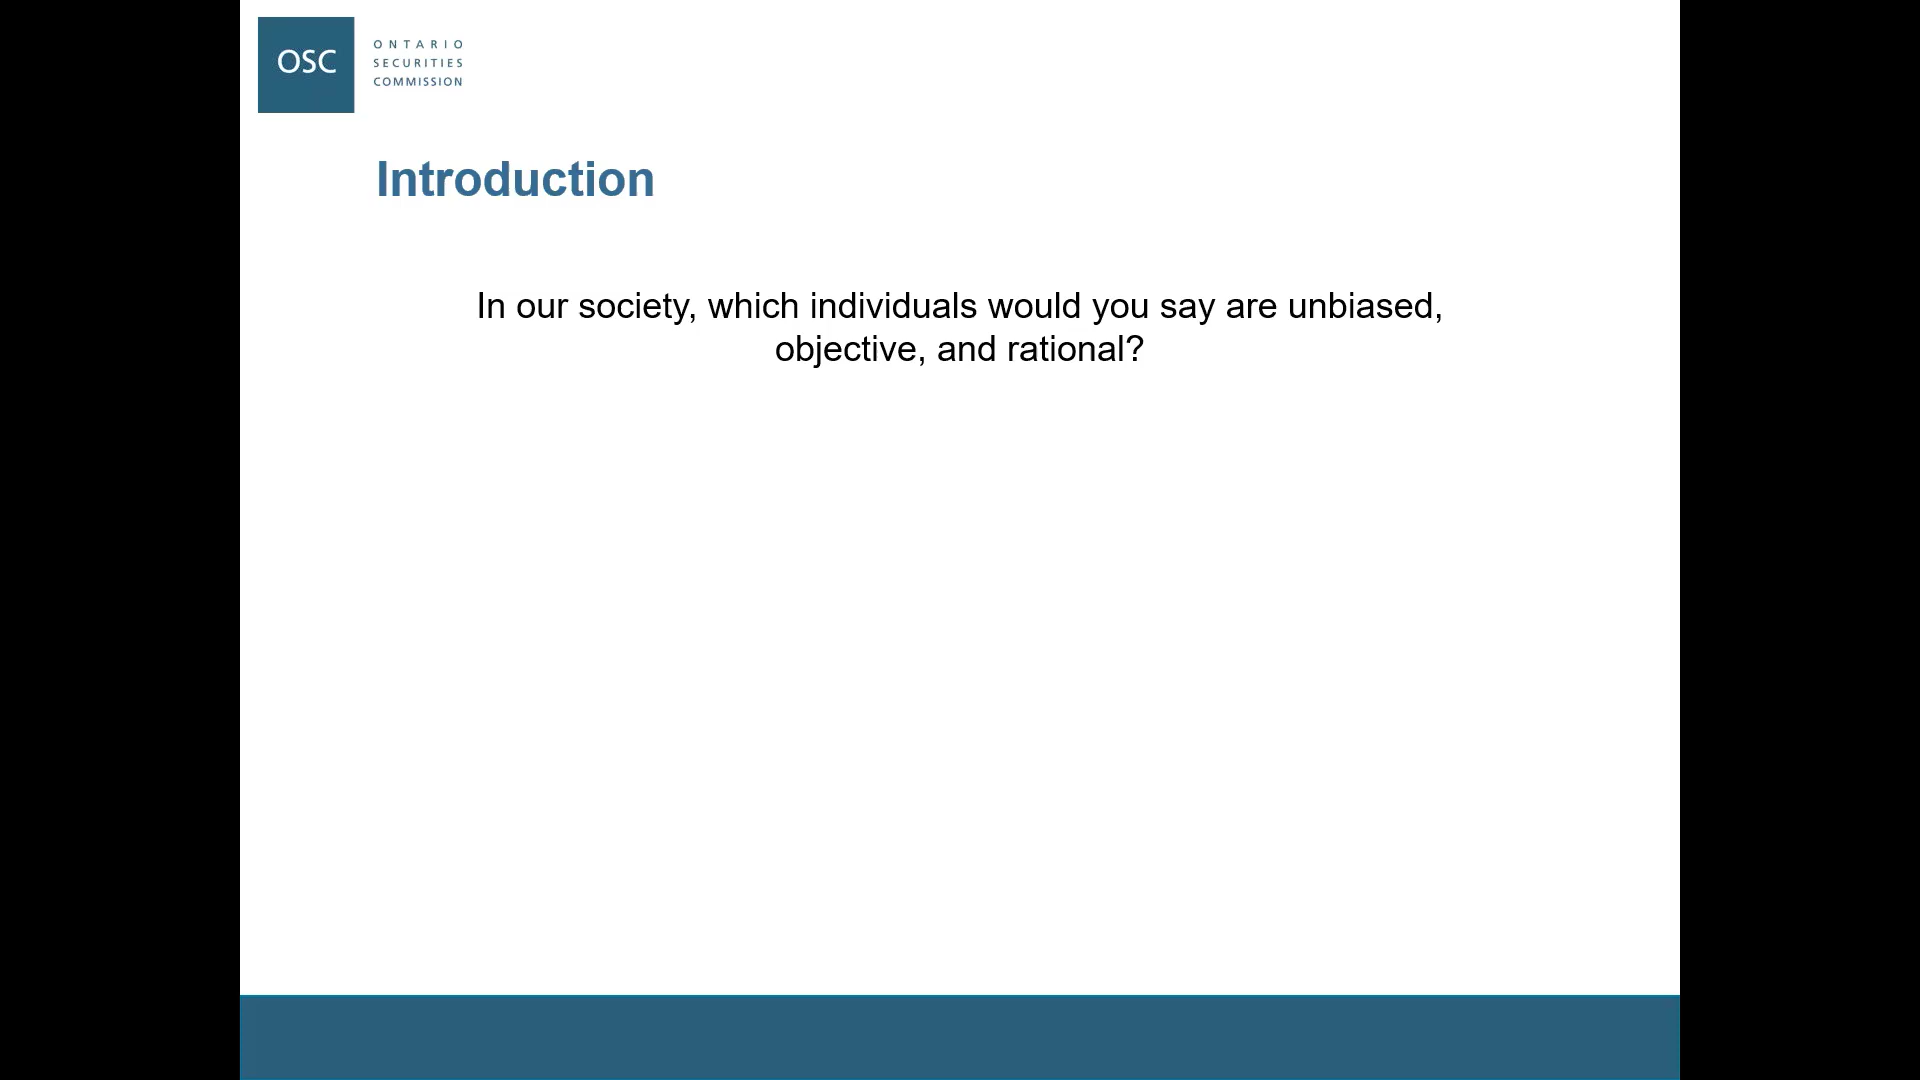 OSC
ONTARIO
SECURITIES
COMMISSION
Introduction
In our society, which individuals would you say are unbiased,
objective, and rational?